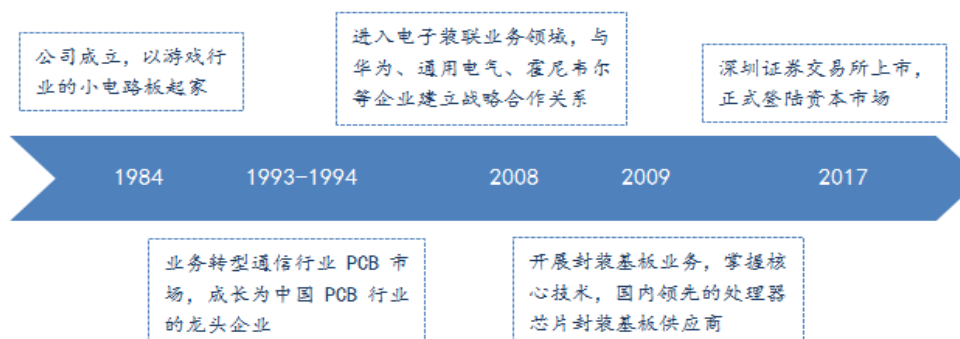 公司成立，以游戏行
业的小电路板起家
进入电子装联业务领域，与
华为、通用电气、霍尼韦尔
等企业建立战略合作关系
深圳证券交易所上市，
正式登陆资本市场
1984
1993-1994
2008
2009
2017
业务转型通信行业 PCB 市
场，成长为中国 PCB 行业
的龙头企业
开展封装基板业务，掌握核
心技术，国内领先的处理器
芯片封装基板供应商